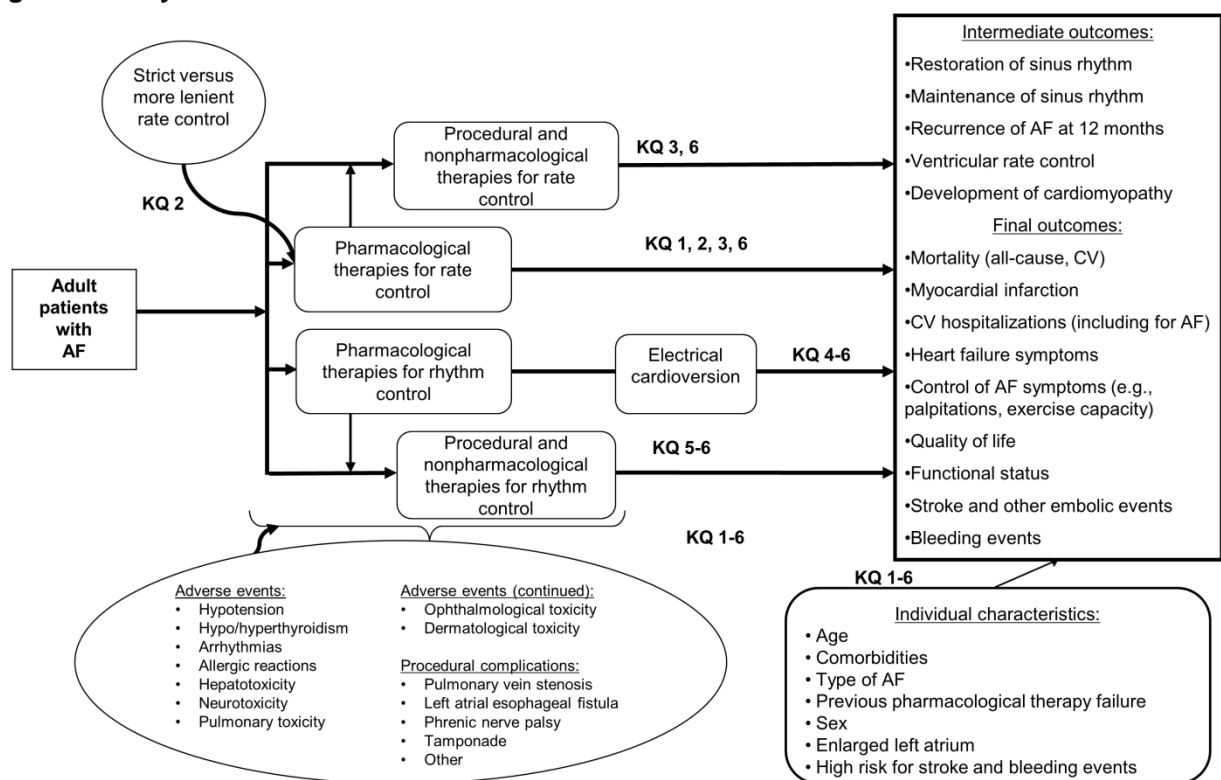 Strict versus
more lenient
rate control
KQ 2
Adult
patients
with
AF
Procedural and
nonpharmacological
therapies for rate
control
KQ 3, 6
Pharmacological
therapies for rate
control
KQ 1, 2, 3, 6
Pharmacological
therapies for rhythm
control
Electrical
cardioversion
KQ 4-6
Procedural and
nonpharmacological
therapies for rhythm
control
KQ 5-6
KQ 1-6
Intermediate outcomes:
•Restoration of sinus rhythm
•Maintenance of sinus rhythm
•Recurrence of AF at 12 months
•Ventricular rate control
•Development of cardiomyopathy
Final outcomes:
•Mortality (all-cause, CV)
•Myocardial infarction
•CV hospitalizations (including for AF)
•Heart failure symptoms
•Control of AF symptoms (e.g.,
palpitations, exercise capacity)
•Quality of life
•Functional status
•Stroke and other embolic events
•Bleeding events
Adverse events:
• Hypotension
• Hypo/hyperthyroidism
• Arrhythmias
• Allergic reactions
• Hepatotoxicity
• Neurotoxicity
• Pulmonary toxicity
Adverse events (continued):
• Ophthalmological toxicity
• Dermatological toxicity
Procedural complications:
• Pulmonary vein stenosis
• Left atrial esophageal fistula
• Phrenic nerve palsy
• Tamponade
• Other
KQ 1-6
Individual characteristics:
• Age
• Comorbidities
• Type of AF
• Previous pharmacological therapy failure
• Sex
• Enlarged left atrium
• High risk for stroke and bleeding events